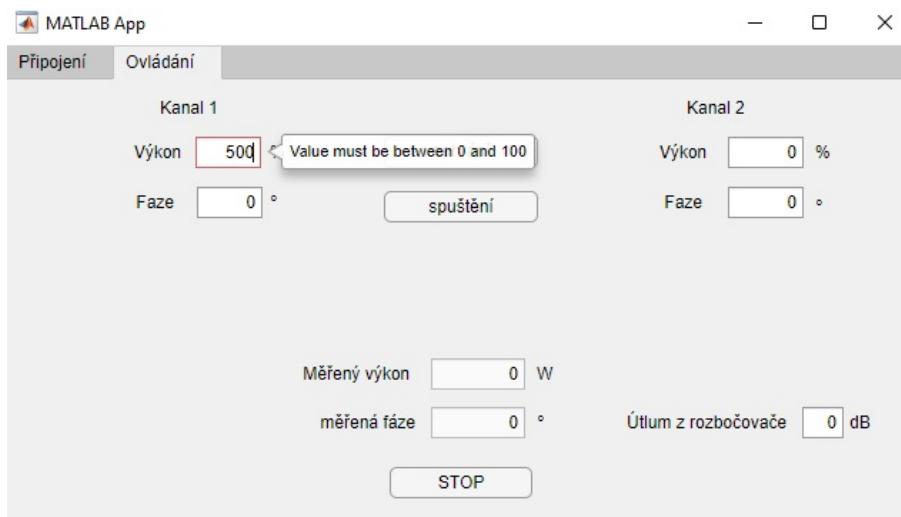 MATLAB App
Připojení Ovládání
Kanal 1 Kanal 2
Výkon 500 Value must be between 0 and 100 Výkon 0 %
Faze 0 ° spuštění Faze 0 °
Měřený výkon 0 W
měřená fáze 0 ° Útlum z rozbočovače 0 dB
STOP